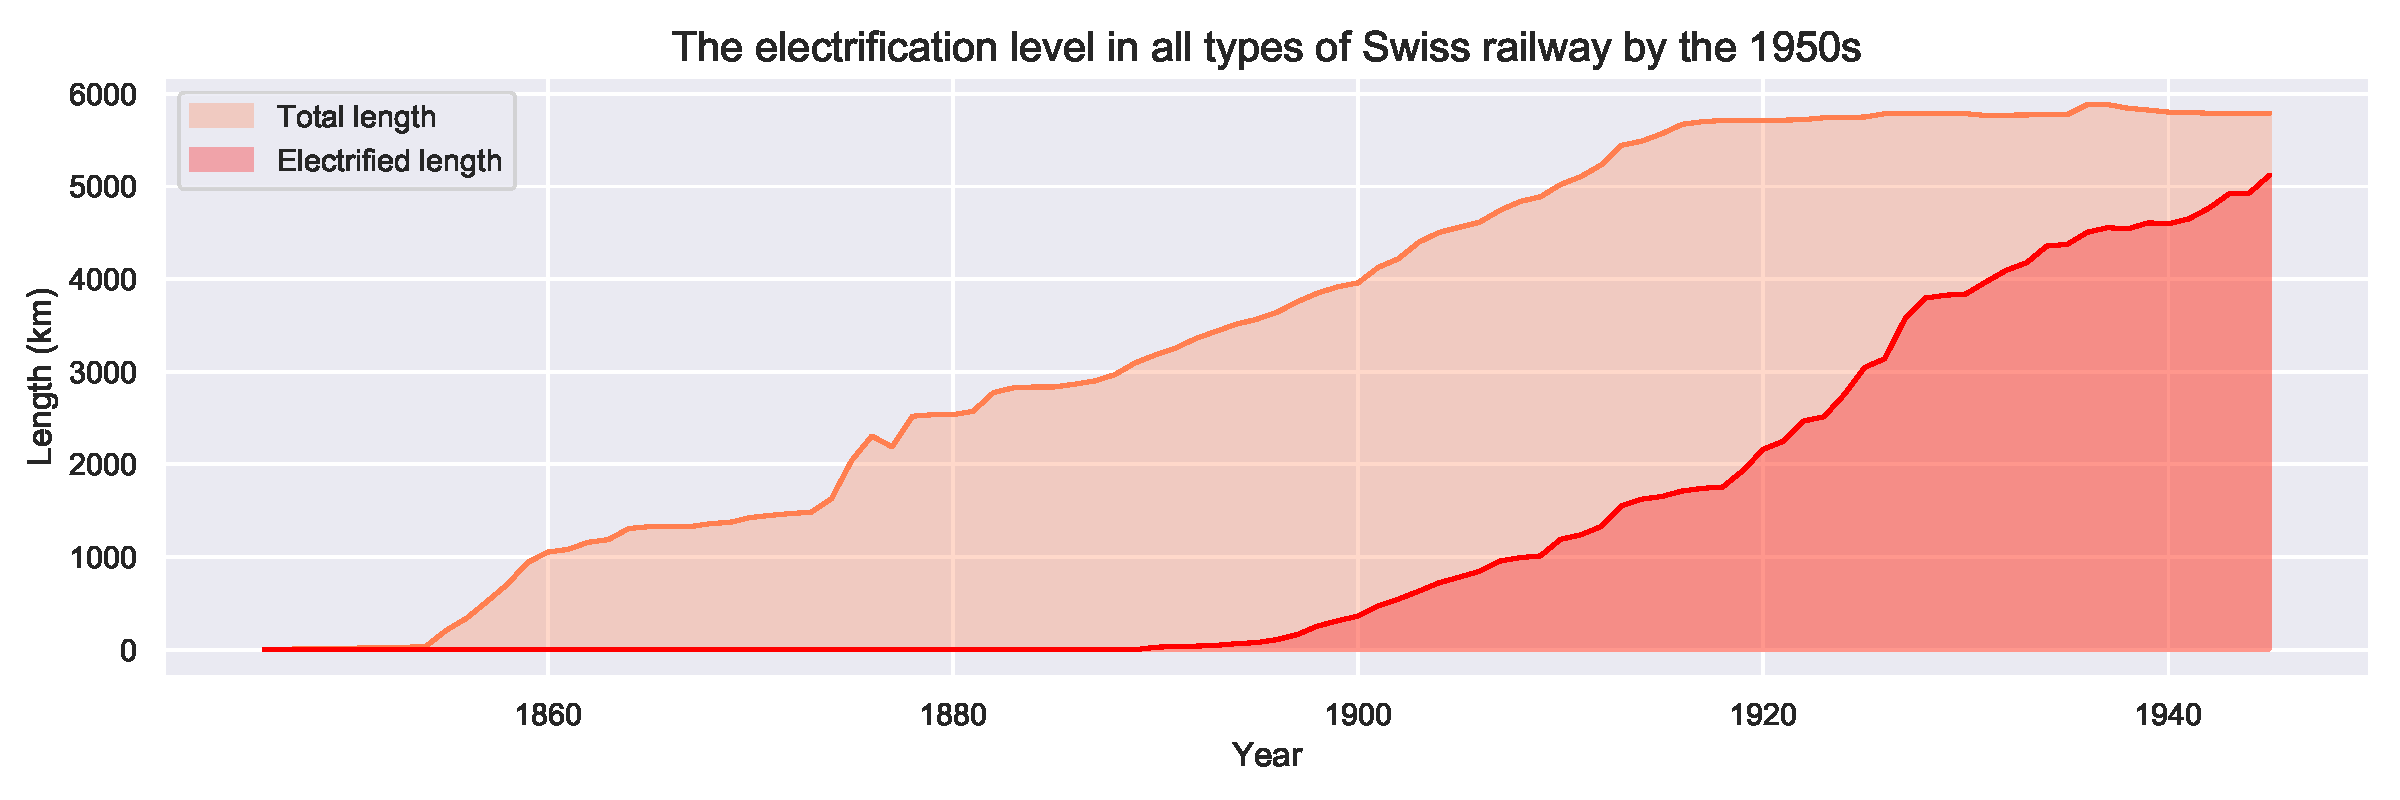 The electrification level in all types of Swiss railway by the 1950s
Total length
Electrified length
Length (km)
6000
5000
4000
3000
2000
1000
0
1860
1880
1900
1920
1940
Year